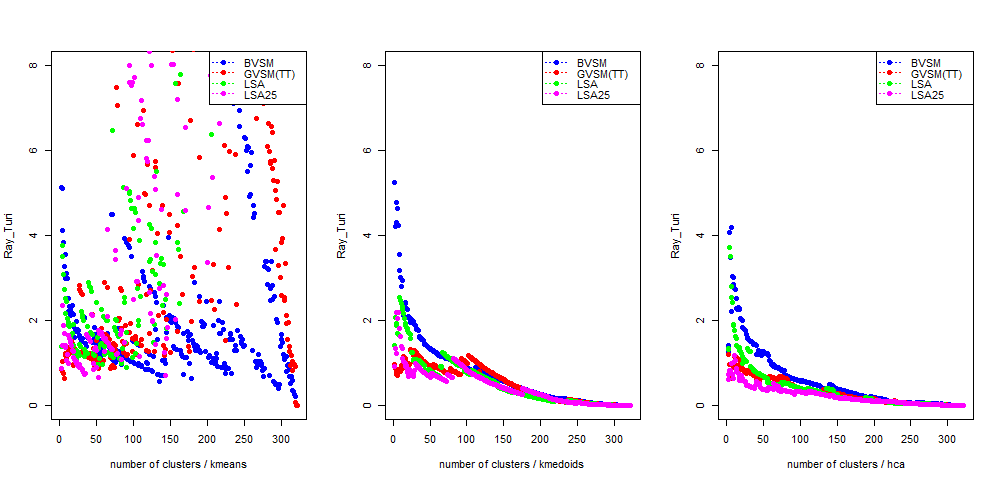 8
6
4
2
0
Ray_Turi
BVSM
GVSM(TT)
LSA
LSA25
0 50 100 150 200 250 300
number of clusters / kmeans
8
6
4
2
0
Ray_Turi
BVSM
GVSM(TT)
LSA
LSA25
0 50 100 150 200 250 300
number of clusters / kmedoids
8
6
4
2
0
Ray_Turi
BVSM
GVSM(TT)
LSA
LSA25
0 50 100 150 200 250 300
number of clusters / hca